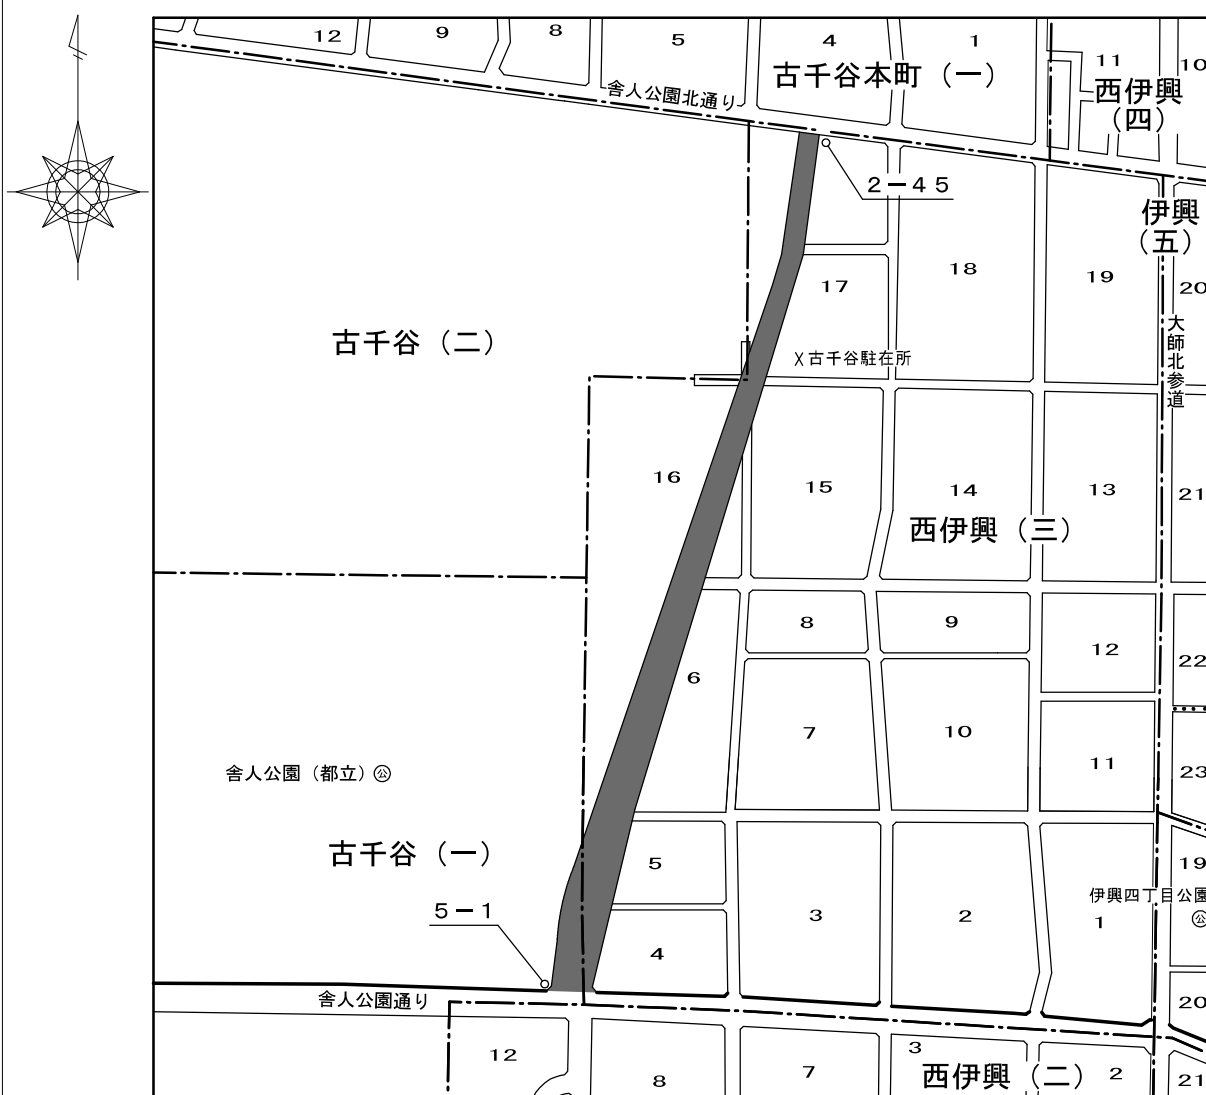 12
9
8
5
4
1
11
10
古千谷本町（一）
西伊興
（四）
舎人公園北通り
2－45
伊興
（五）
18
19
17
20
大師北参道
古千谷（二）
X古千谷駐在所
16
15
14
13
21
西伊興（三）
8
9
12
22
6
7
10
11
23
舎人公園（都立）㊇
古千谷（一）
5
19
伊興四丁目公園
公
5－1
3
2
1
4
舎人公園通り
20
12
8
7
3
西伊興（二）
2
21